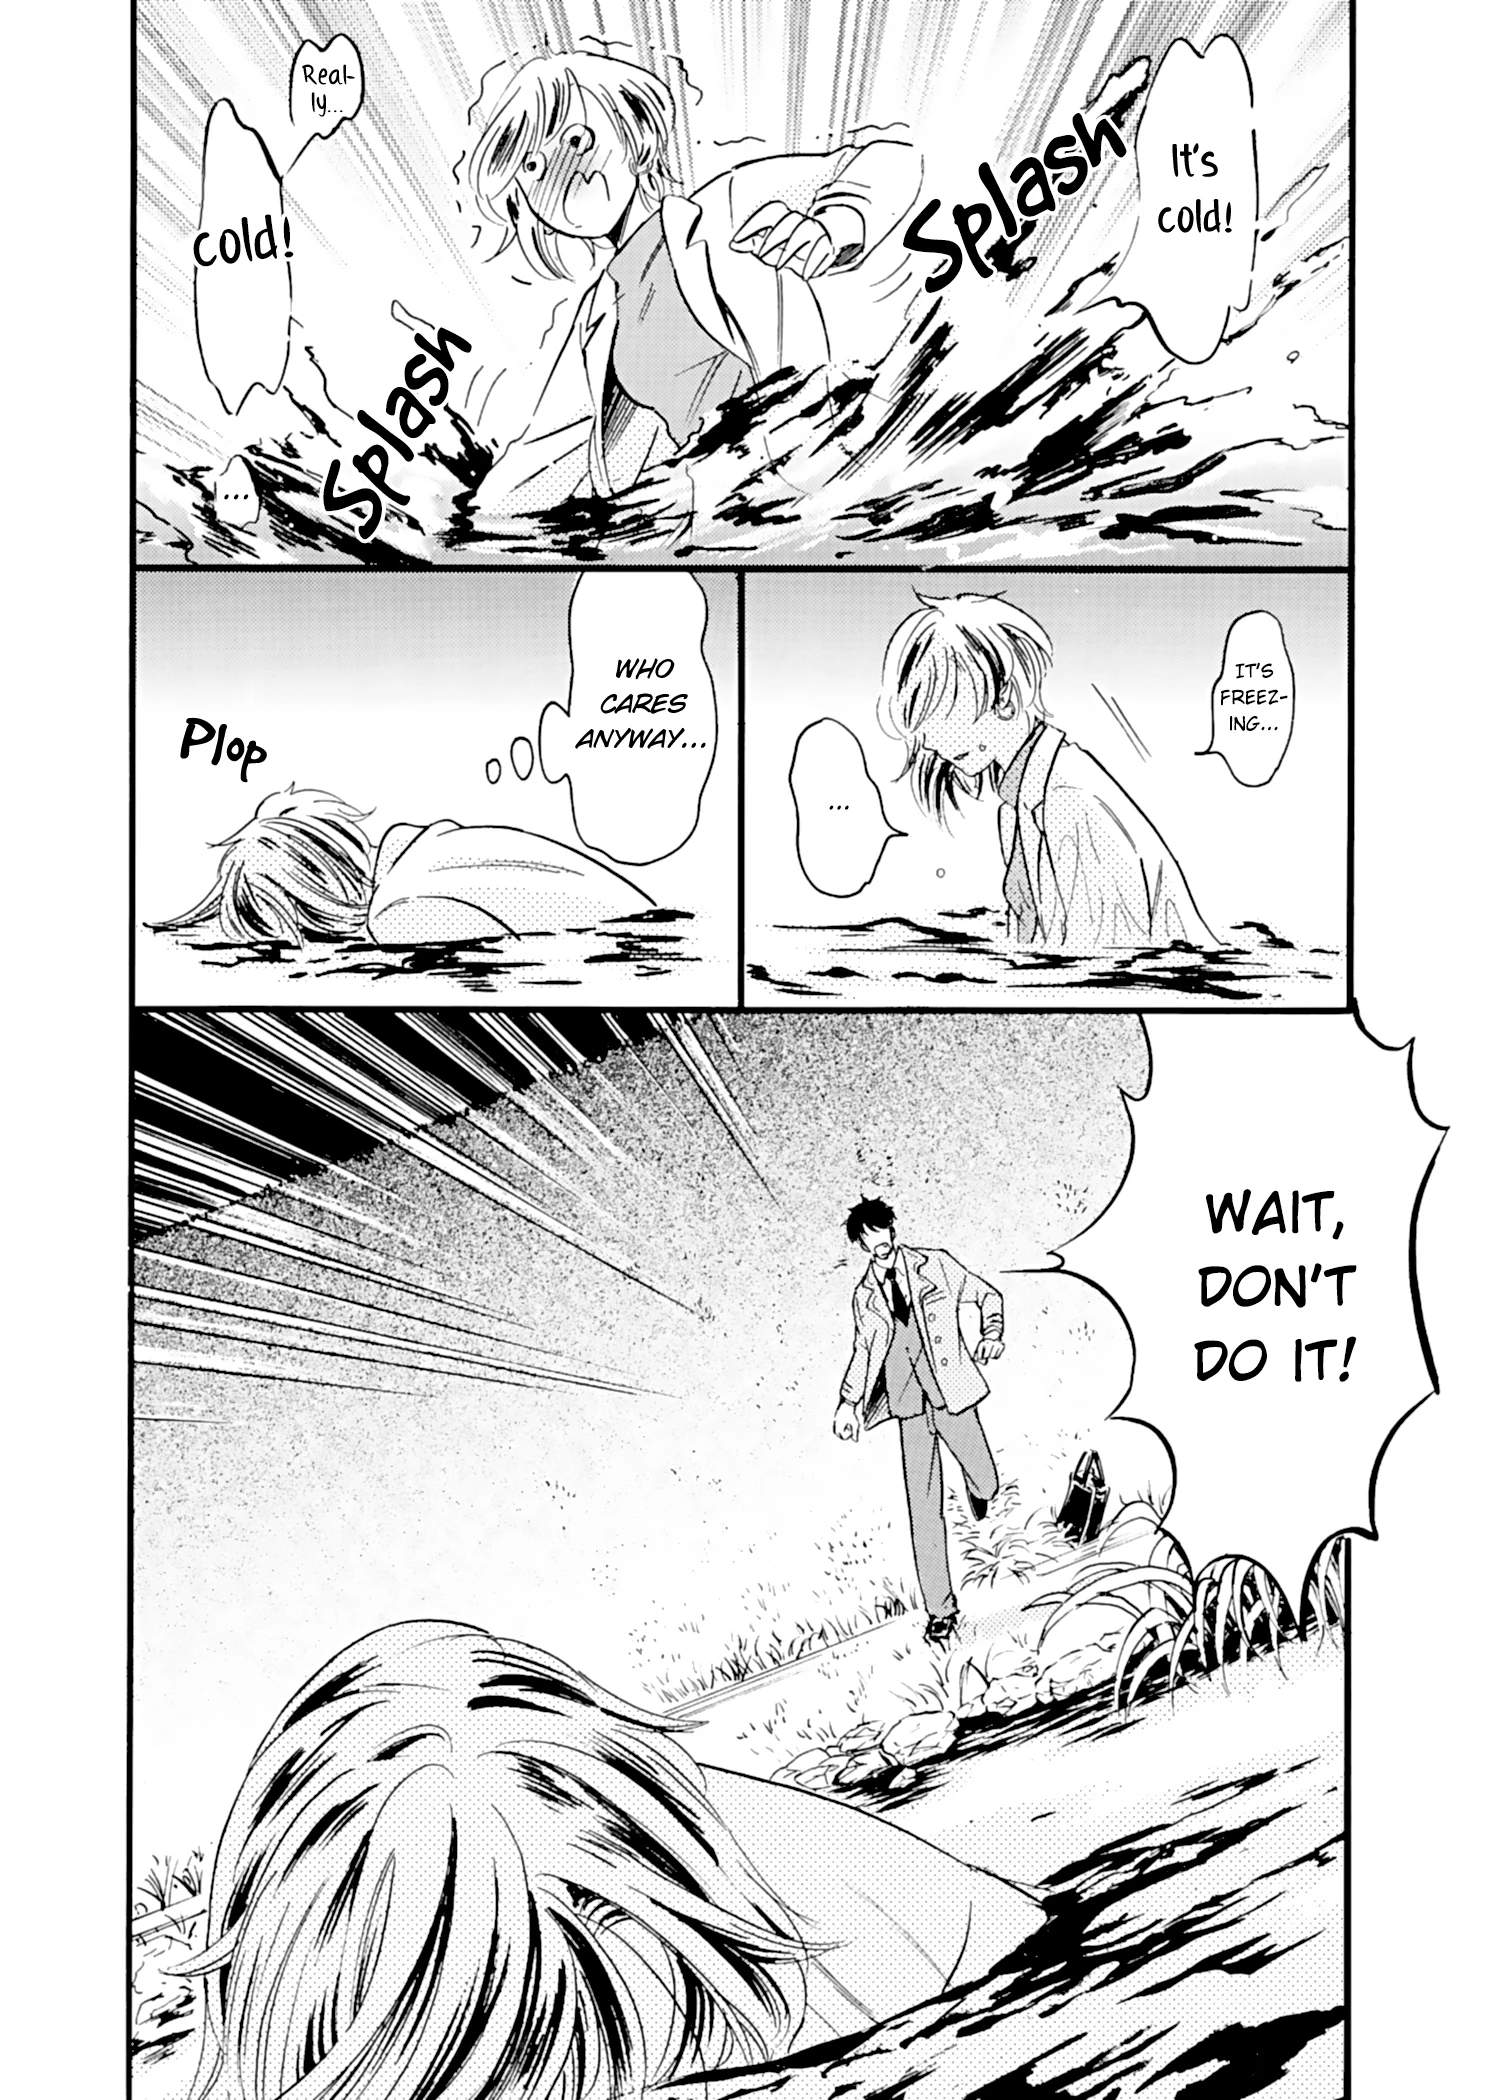 It's
cold!
Splash
Splash
Real-
ly...
cold!
...
IT'S
FREEZ-
ING...
...
WHO
CARES
ANYWAY...
Plop
WAIT,
DON'T
DO IT!